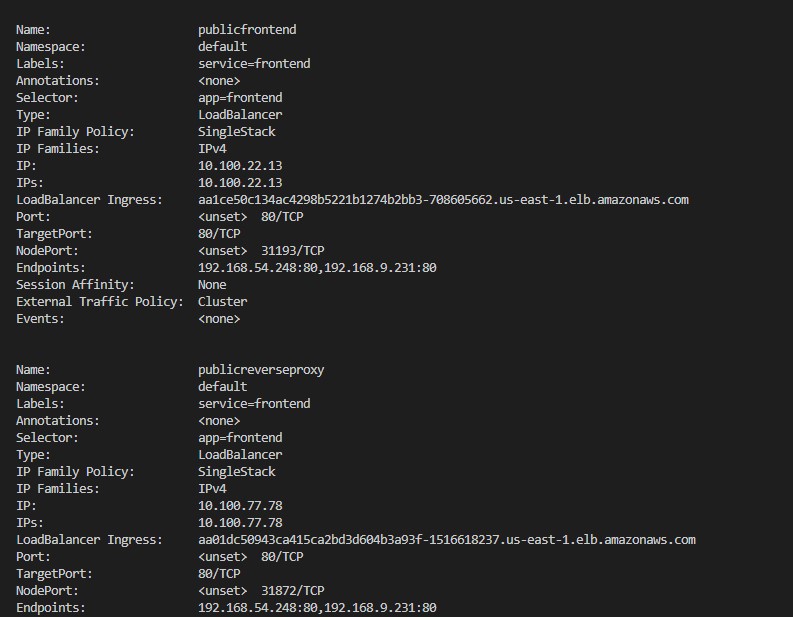 Name: publicfrontend
Namespace: default
Labels: service=frontend
Annotations: <none>
Selector: app=frontend
Type: LoadBalancer
IP Family Policy: SingleStack
IP Families: IPv4
IP: 10.100.22.13
IPs: 10.100.22.13
LoadBalancer Ingress: aa1ce50c134ac4298b5221b1274b2bb3-708605662.us-east-1.elb.amazonaws.com
Port: <unset> 80/TCP
TargetPort: 80/TCP
NodePort: <unset> 31193/TCP
Endpoints: 192.168.54.248:80,192.168.9.231:80
Session Affinity: None
External Traffic Policy: Cluster
Events: <none>
Name: publicreverseproxy
Namespace: default
Labels: service=frontend
Annotations: <none>
Selector: app=frontend
Type: LoadBalancer
IP Family Policy: SingleStack
IP Families: IPv4
IP: 10.100.77.78
IPs: 10.100.77.78
LoadBalancer Ingress: aa01dc50943ca415ca2bd3d604b3a93f-1516618237.us-east-1.elb.amazonaws.com
Port: <unset> 80/TCP
TargetPort: 80/TCP
NodePort: <unset> 31872/TCP
Endpoints: 192.168.54.248:80,192.168.9.231:80